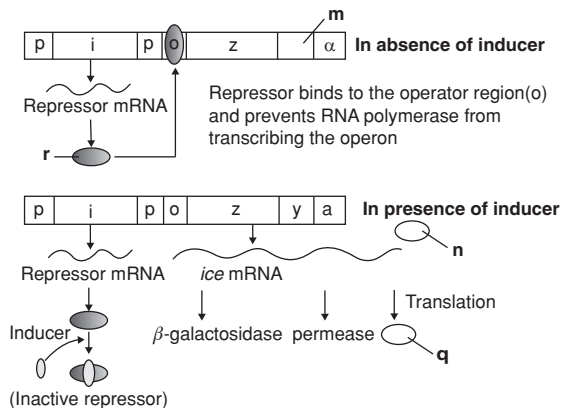 m
p i p o z α In absence of inducer
Repressor mRNA
Repressor binds to the operator region(o)
and prevents RNA polymerase from
transcribing the operon
r
p i p o z y a In presence of inducer
n
Repressor mRNA ice mRNA
Translation
Inducer
β-galactosidase permease
q
(Inactive repressor)